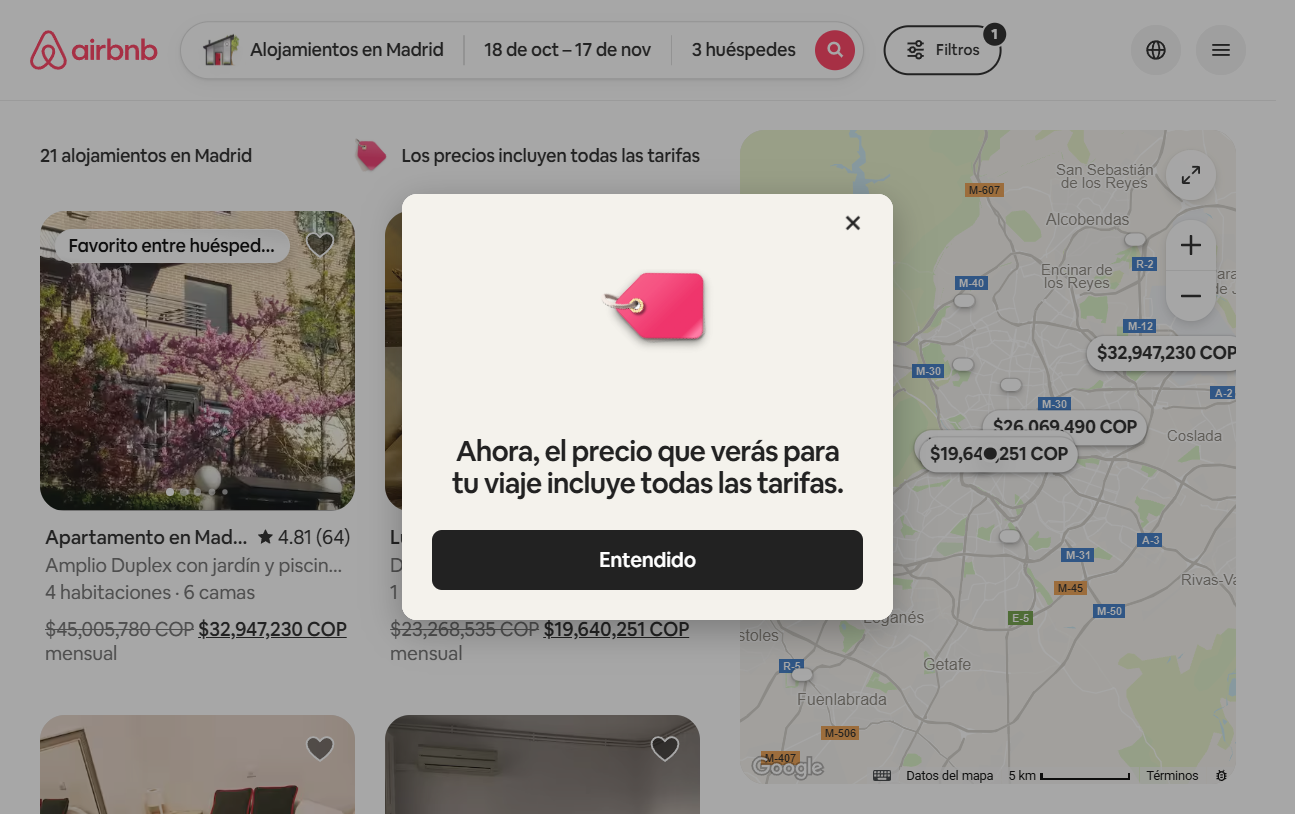 airbnb
Alojamientos en Madrid
18 de oct – 17 de nov
3 huéspedes
Filtros
1
21 alojamientos en Madrid
Los precios incluyen todas las tarifas
Favorito entre huésped...
Apartamento en Mad... 4.81 (64)
Amplio Duplex con jardín y piscin...
4 habitaciones · 6 camas
$45,005,780 COP $32,947,230 COP
mensual
$23,268,535 COP $19,640,251 COP
mensual
Ahora, el precio que verás para
tu viaje incluye todas las tarifas.
Entendido
San Sebastián
de los Reyes
M-607
Alcobendas
R-2
Encinar de
los Reyes
M-40
M-12
$32,947,230 COP
M-30
A-2
M-30
$26,069,490 COP
Coslada
$19,640,251 COP
A-3
M-31
M-45
M-50
E-5
Getafe
R-5
Fuenlabrada
M-506
M-407
Google
Datos del mapa
5 km
Términos